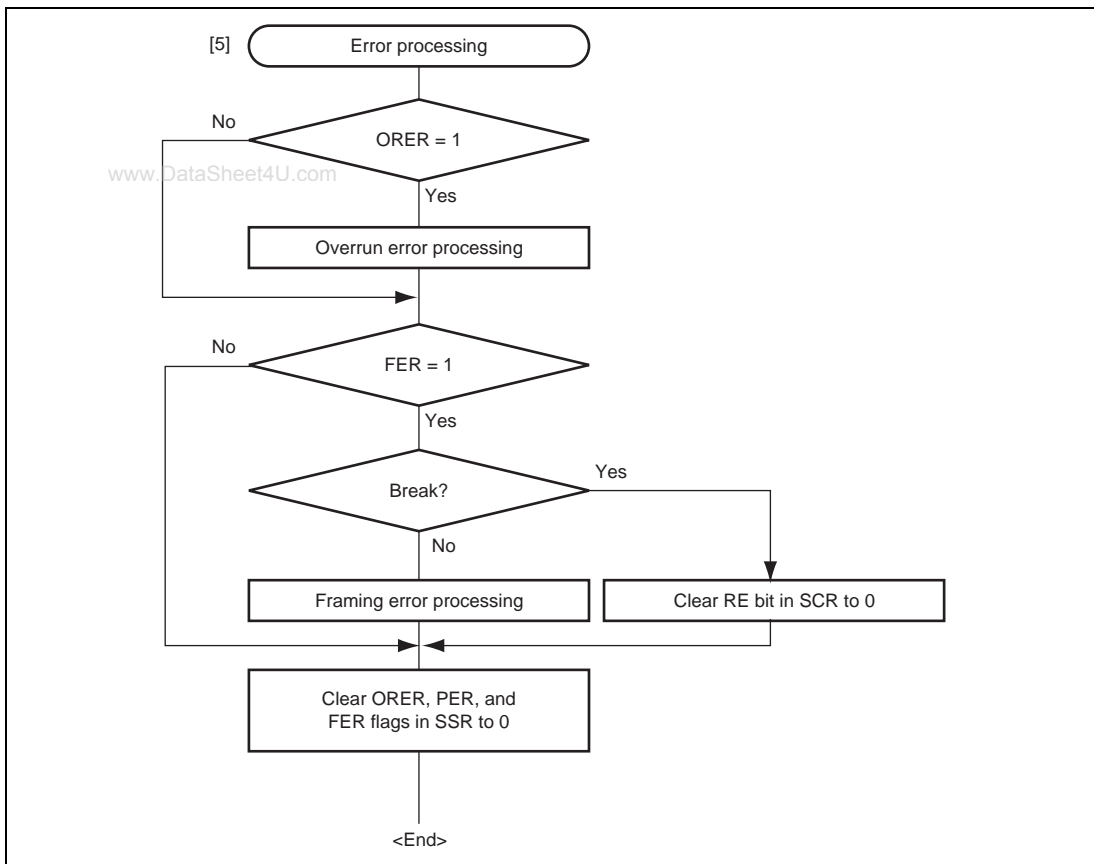 [5] Error processing
No
ORER = 1
www.DataSheet4U.com
Yes
Overrun error processing
No
FER = 1
Yes
Yes
Break?
No
Framing error processing
Clear RE bit in SCR to 0
Clear ORER, PER, and
FER flags in SSR to 0
<End>